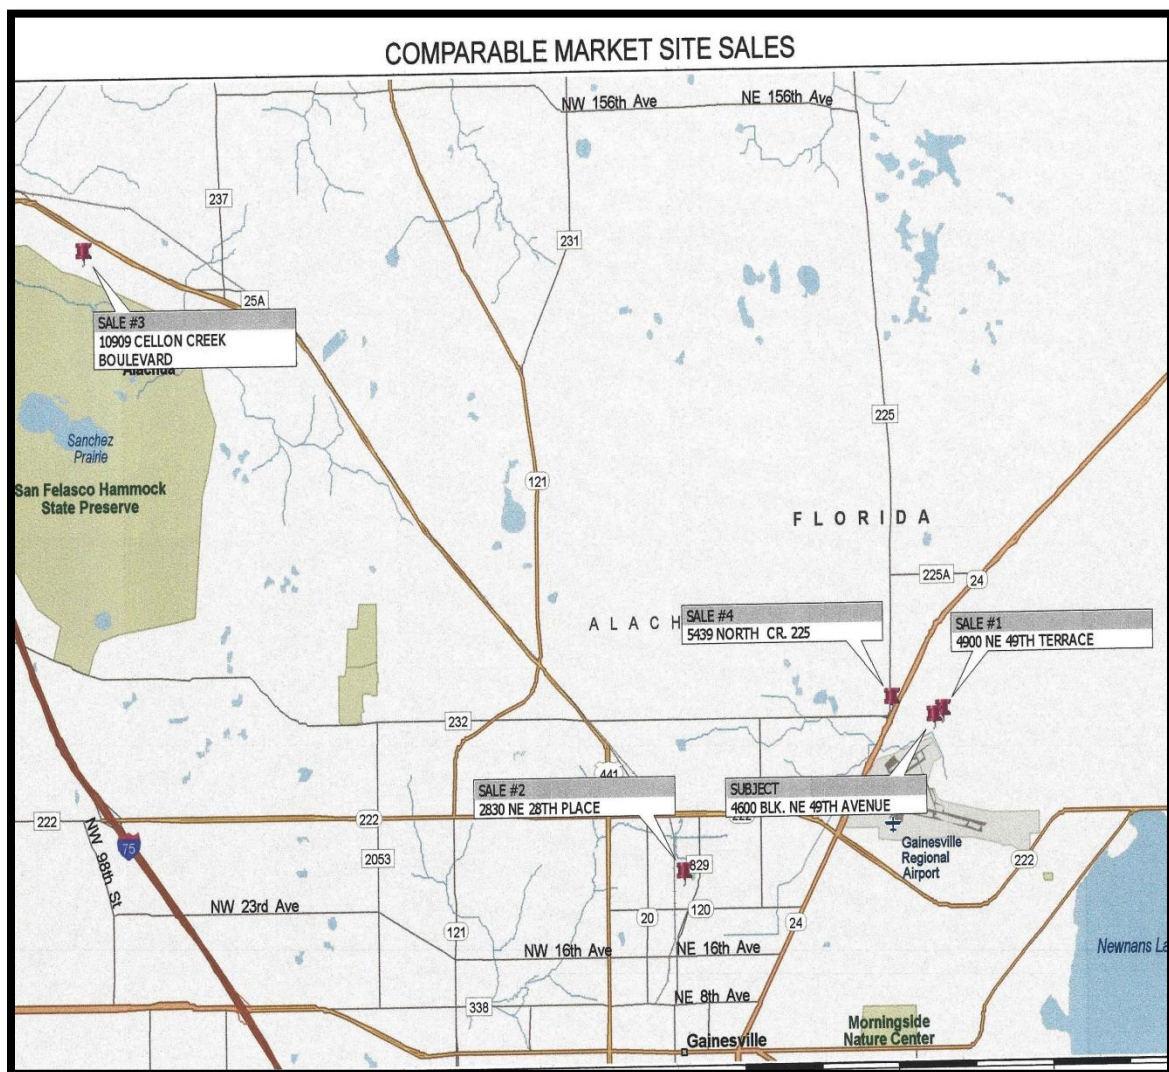 COMPARABLE MARKET SITE SALES
NW 156th Ave
NE 156th Ave
237
231
25A
SALE #3
10909 CELLON CREEK
BOULEVARD
Alachua
225
Sanchez
Prairie
121
San Felasco Hammock
State Preserve
FLORIDA
225A
24
ALACH
SALE #4
5439 NORTH CR. 225
SALE #1
4900 NE 49TH TERRACE
232
441
SALE #2
2830 NE 28TH PLACE
SUBJECT
4600 BLK. NE 49TH AVENUE
222
222
222
NW 98th St
75
2053
829
Gainesville
Regional
Airport
222
NW 23rd Ave
20
120
24
121
NW 16th Ave
NE 16th Ave
Newnans La
338
NE 8th Ave
Morningside
Nature Center
Gainesville